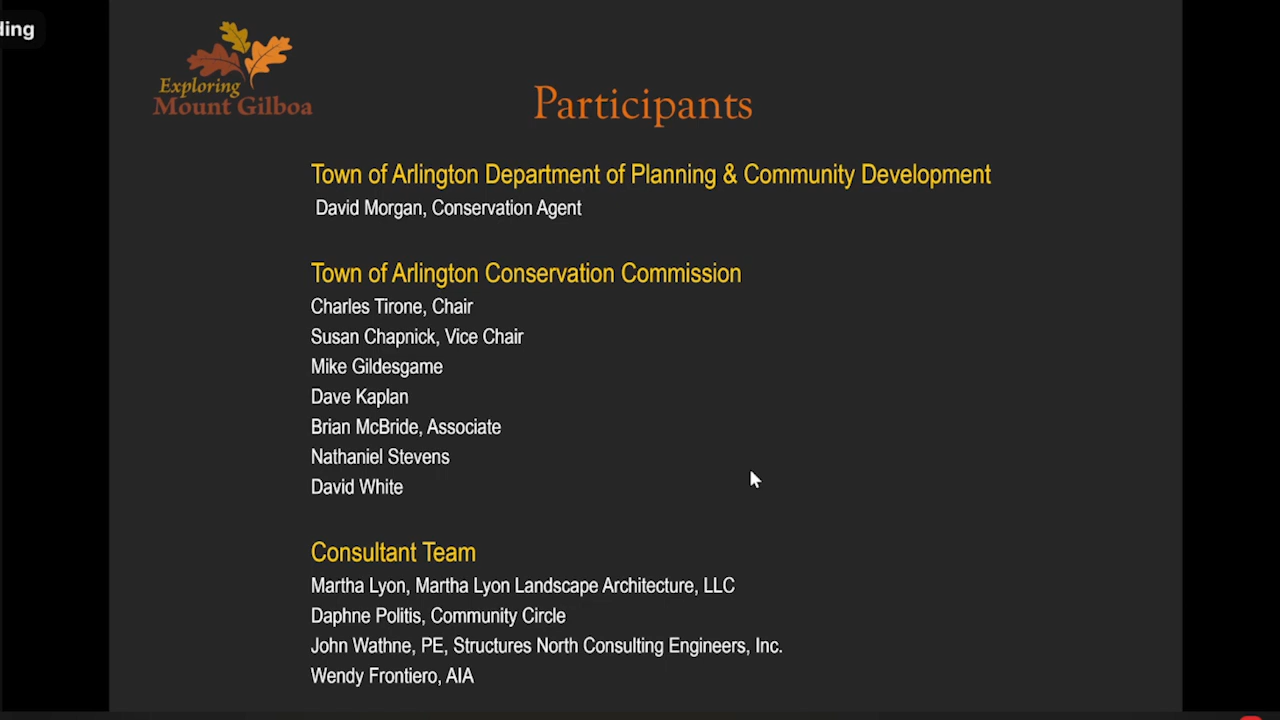 ding
Exploring
Mount Gilboa
Participants
Town of Arlington Department of Planning & Community Development
David Morgan, Conservation Agent
Town of Arlington Conservation Commission
Charles Tirone, Chair
Susan Chapnick, Vice Chair
Mike Gildesgame
Dave Kaplan
Brian McBride, Associate
Nathaniel Stevens
David White
Consultant Team
Martha Lyon, Martha Lyon Landscape Architecture, LLC
Daphne Politis, Community Circle
John Wathne, PE, Structures North Consulting Engineers, Inc.
Wendy Frontiero, AIA